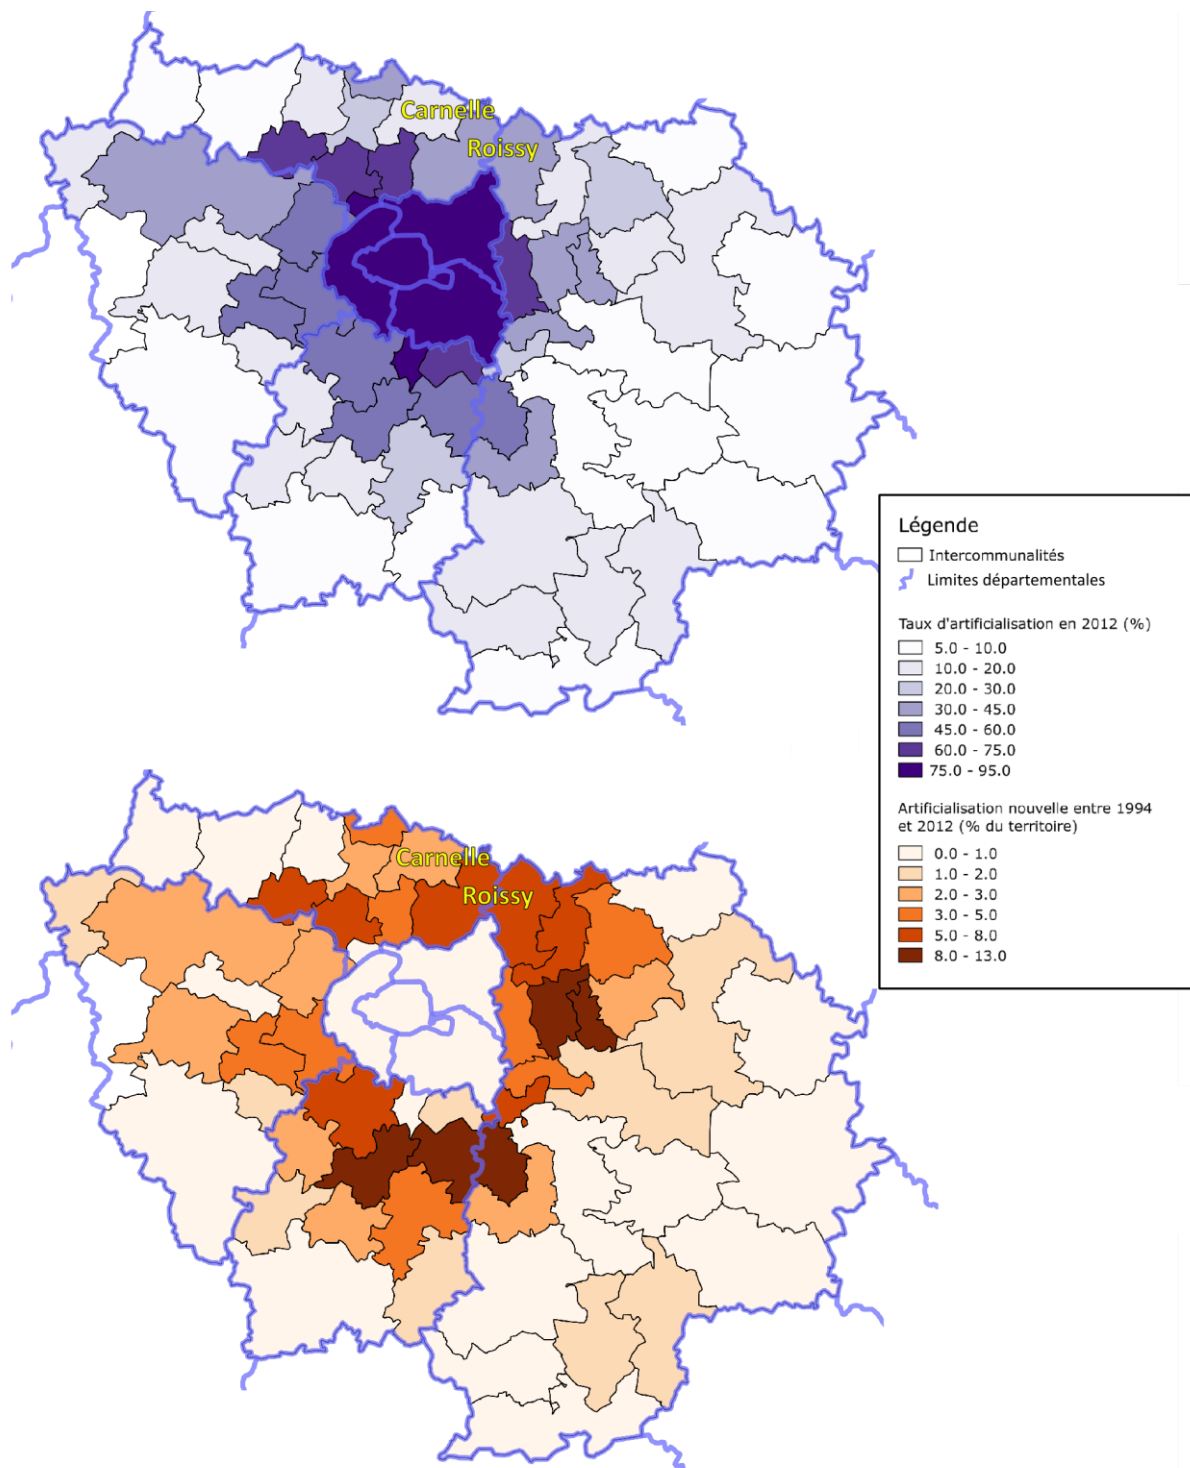 Carnelle
Roissy
Légende
Intercommunalités
Limites départementales
Taux d'artificialisation en 2012 (%)
5.0 - 10.0
10.0 - 20.0
20.0 - 30.0
30.0 - 45.0
45.0 - 60.0
60.0 - 75.0
75.0 - 95.0
Artificialisation nouvelle entre 1994
et 2012 (% du territoire)
0.0 - 1.0
1.0 - 2.0
2.0 - 3.0
3.0 - 5.0
5.0 - 8.0
8.0 - 13.0
Carnelle
Roissy